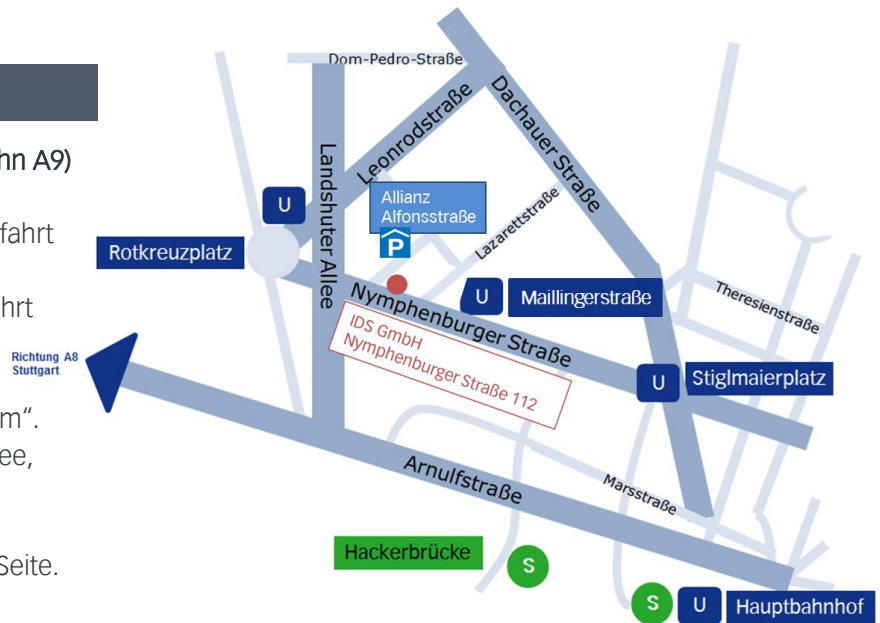 hn A9)
fahrt
hrt
m“.
ee,
Seite.
Dom-Pedro-Straße
Leonrodstraße
Dachauer Straße
Landshuter Allee
U
Allianz
Alfonsstraße
P
Lazarettstraße
Rotkreuzplatz
U
Maillingerstraße
Theresienstraße
Nymphenburger Straße
IDS GmbH
Nymphenburger Straße 112
Richtung A8
Stuttgart
U
Stiglmaierplatz
Arnulfstraße
Marsstraße
Hackerbrücke
S
S
U
Hauptbahnhof